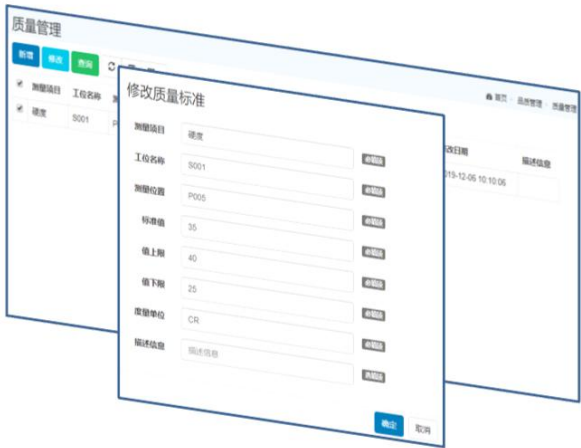 质量管理
新增 修改 查询
首页 品质管理 质量管理
测量项目 工位名称
改日期 描述信息
硬度 S001
019-12-06 10:10:06
修改质量标准
测量项目 硬度 必填项
工位名称 S001 必填项
测量位置 P005 必填项
标准值 35 必填项
值上限 40 必填项
值下限 25 必填项
度量单位 CR 必填项
描述信息 描述信息
确定 取消